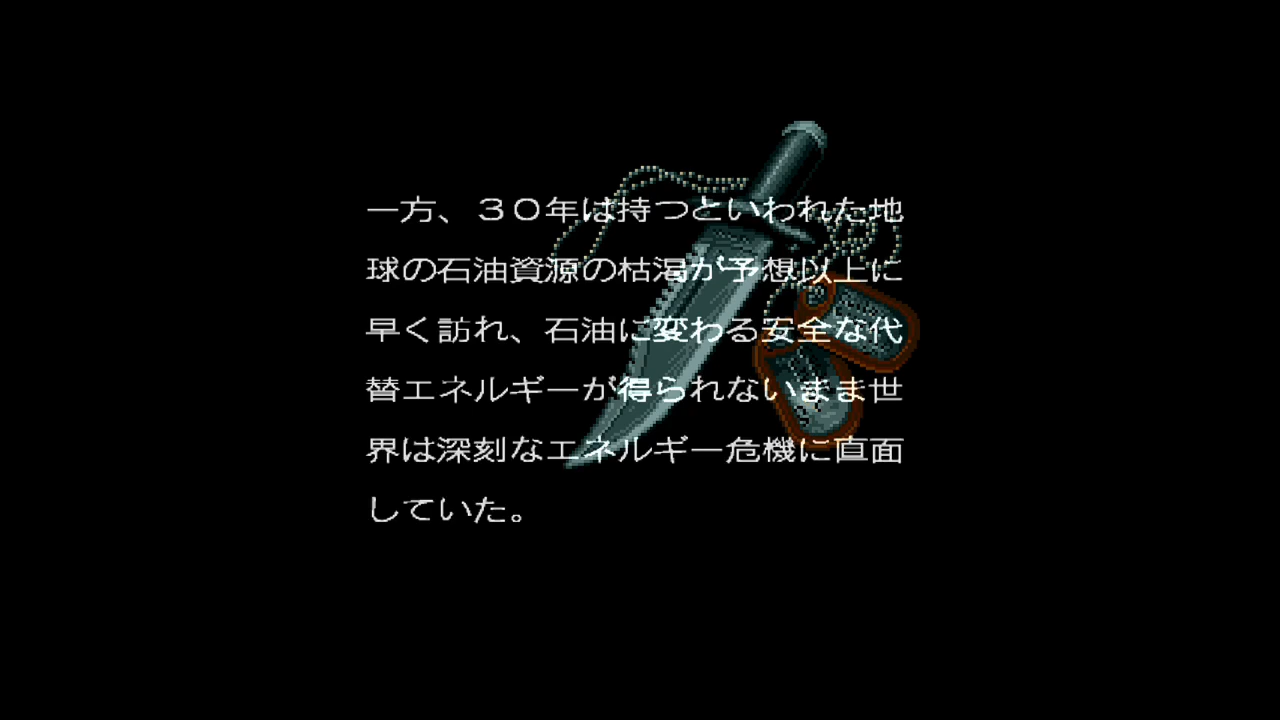 一方、３０年は持つといわれた地
球の石油資源の枯渇が予想以上に
早く訪れ、石油に変わる安全な代
替エネルギーが得られないまま世
界は深刻なエネルギー危機に直面
していた。